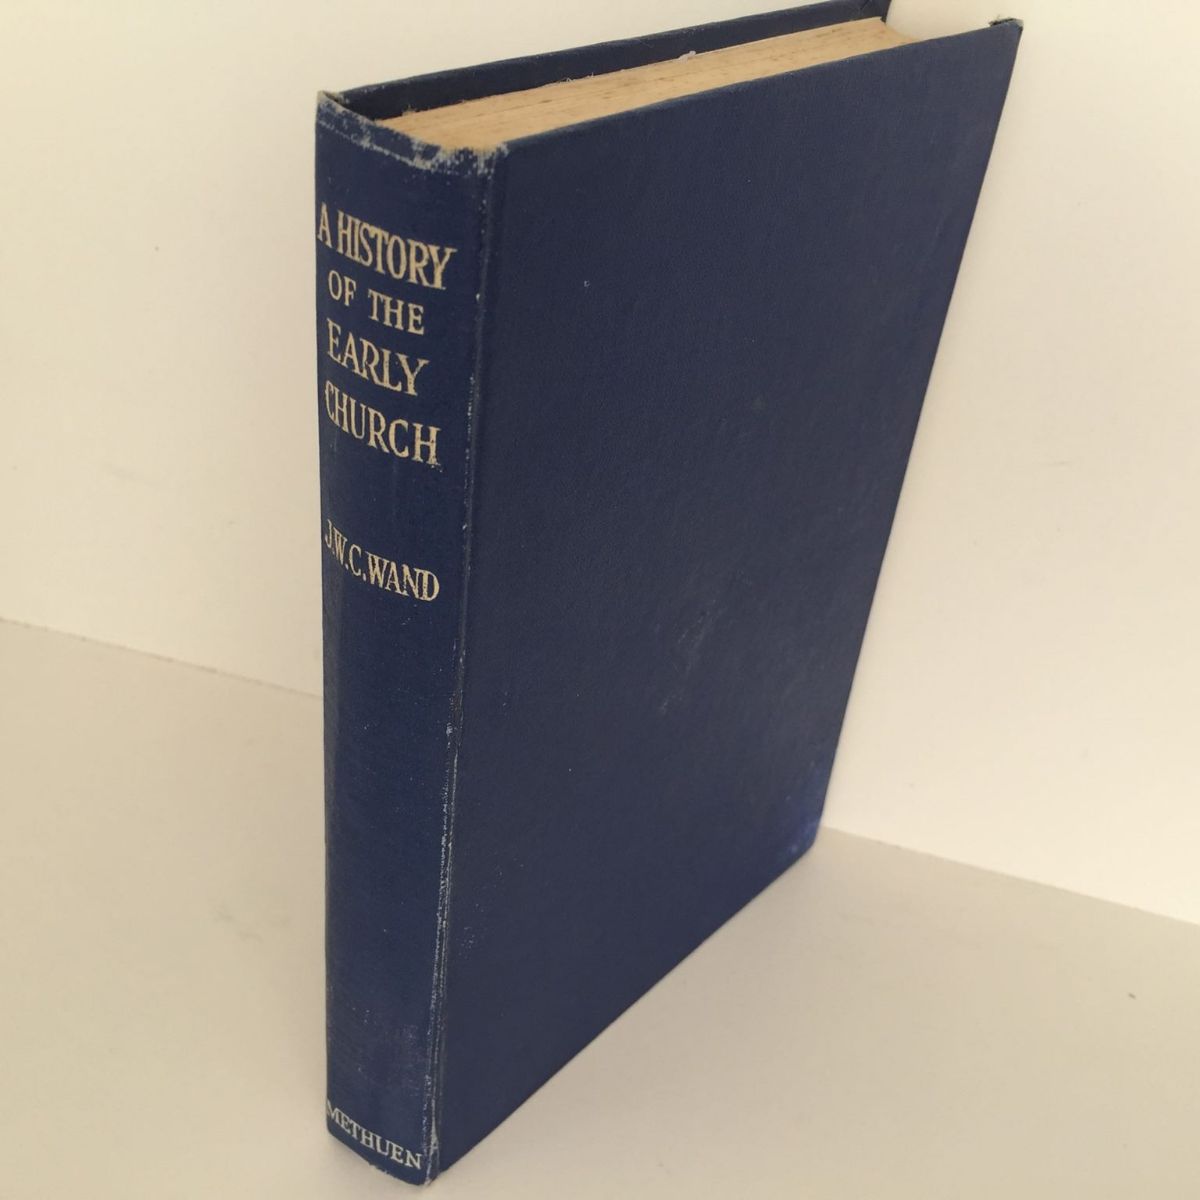 A HISTORY
OF THE
EARLY
CHURCH
J.W.C.WAND
METHUEN